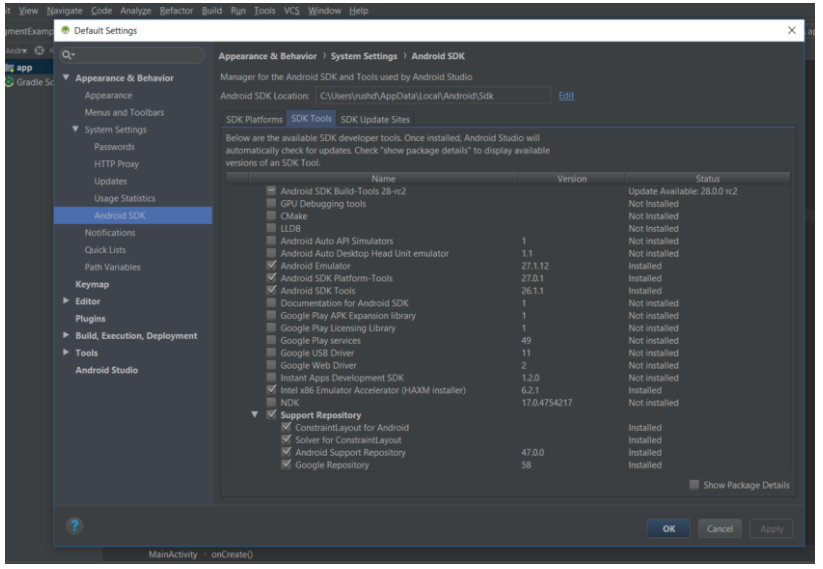 it View Navigate Code Analyze Refactor Build Run Tools VCS Window Help
Default Settings
gmentExamp
Andr
app
Gradle Sc
Appearance & Behavior
Appearance
Menus and Toolbars
System Settings
Passwords
HTTP Proxy
Updates
Usage Statistics
Android SDK
Notifications
Quick Lists
Path Variables
Keymap
Editor
Plugins
Build, Execution, Deployment
Tools
Android Studio
Appearance & Behavior › System Settings › Android SDK
Manager for the Android SDK and Tools used by Android Studio
Android SDK Location: C:\Users\rushd\AppData\Local\Android\Sdk Edit
SDK Platforms SDK Tools SDK Update Sites
Below are the available SDK developer tools. Once installed, Android Studio will
automatically check for updates. Check "show package details" to display available
versions of an SDK Tool.
Name Version Status
Android SDK Build-Tools 28-rc2 Update Available: 28.0.0 rc2
GPU Debugging tools Not Installed
CMake Not Installed
LLDB Not Installed
Android Auto API Simulators 1 Not installed
Android Auto Desktop Head Unit emulator 1.1 Not installed
Android Emulator 27.1.12 Installed
Android SDK Platform-Tools 27.0.1 Installed
Android SDK Tools 26.1.1 Installed
Documentation for Android SDK 1 Not installed
Google Play APK Expansion library 1 Not installed
Google Play Licensing Library 1 Not installed
Google Play services 49 Not installed
Google USB Driver 11 Not installed
Google Web Driver 2 Not installed
Instant Apps Development SDK 1.2.0 Not installed
Intel x86 Emulator Accelerator (HAXM installer) 6.2.1 Installed
NDK 17.0.4754217 Not installed
Support Repository
ConstraintLayout for Android Installed
Solver for ConstraintLayout Installed
Android Support Repository 47.0.0 Installed
Google Repository 58 Installed
Show Package Details
?
OK Cancel Apply
MainActivity › onCreate()